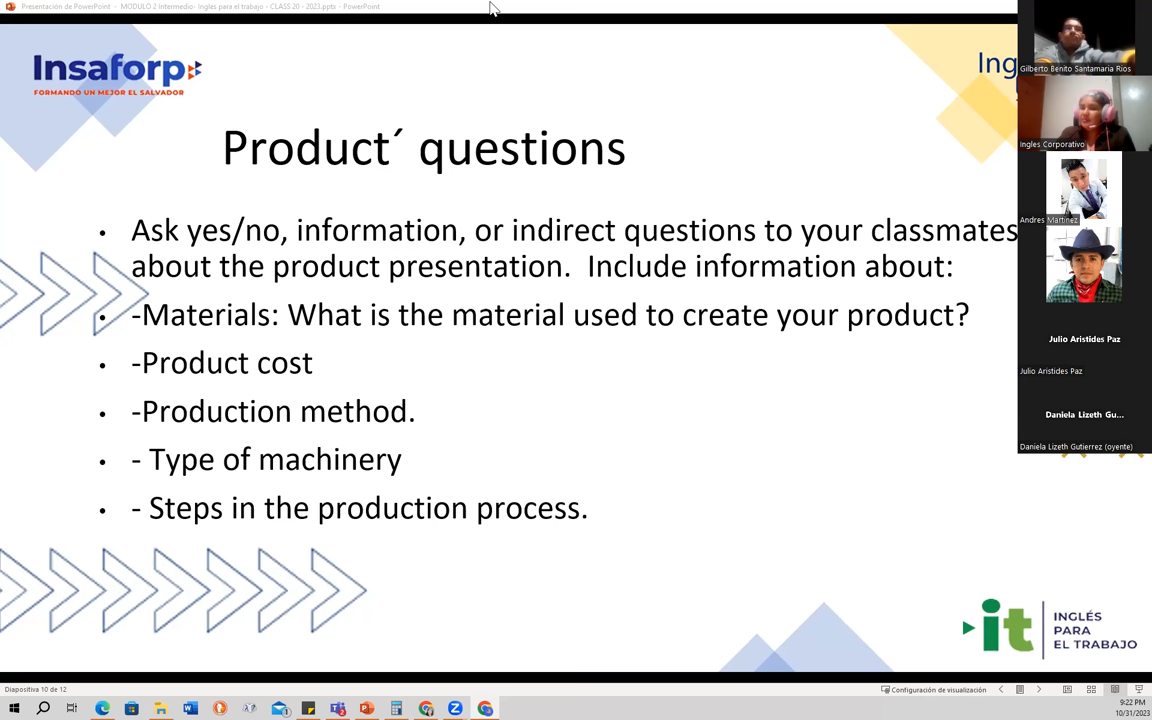 Presentación de PowerPoint - MODULO 2 Intermedio- Ingles para el trabajo - CLASS 20 - 2023.pptx - PowerPoint
Insaforp
FORMANDO UN MEJOR EL SALVADOR
Ing
Product´ questions
• Ask yes/no, information, or indirect questions to your classmates
about the product presentation. Include information about:
• -Materials: What is the material used to create your product?
• -Product cost
• -Production method.
• - Type of machinery
• - Steps in the production process.
Gilberto Benito Santamaria Rios
Ingles Corporativo
Andres Martinez
Julio Aristides Paz
Julio Aristides Paz
Daniela Lizeth Gu...
Daniela Lizeth Gutierrez (oyente)
it
INGLÉS
PARA
EL TRABAJO
Diapositiva 10 de 12
Configuración de visualización
9:22 PM
10/31/2023